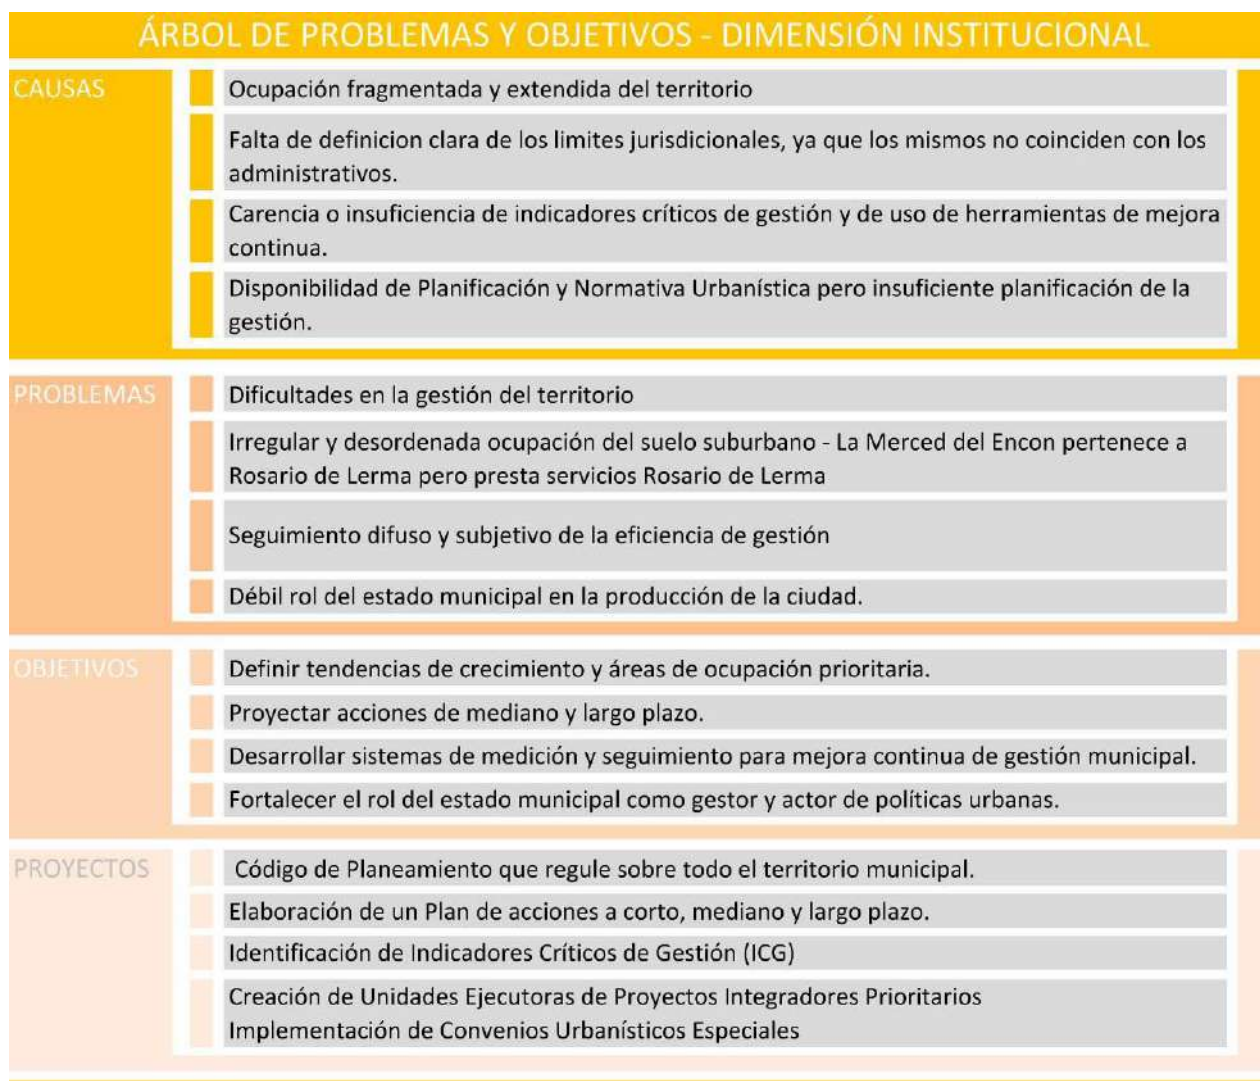 ÁRBOL DE PROBLEMAS Y OBJETIVOS - DIMENSIÓN INSTITUCIONAL
CAUSAS
Ocupación fragmentada y extendida del territorio
Falta de definicion clara de los limites jurisdicionales, ya que los mismos no coinciden con los
administrativos.
Carencia o insuficiencia de indicadores críticos de gestión y de uso de herramientas de mejora
continua.
Disponibilidad de Planificación y Normativa Urbanística pero insuficiente planificación de la
gestión.
PROBLEMAS
Dificultades en la gestión del territorio
Irregular y desordenada ocupación del suelo suburbano - La Merced del Encon pertenece a
Rosario de Lerma pero presta servicios Rosario de Lerma
Seguimiento difuso y subjetivo de la eficiencia de gestión
Débil rol del estado municipal en la producción de la ciudad.
OBJETIVOS
Definir tendencias de crecimiento y áreas de ocupación prioritaria.
Proyectar acciones de mediano y largo plazo.
Desarrollar sistemas de medición y seguimiento para mejora continua de gestión municipal.
Fortalecer el rol del estado municipal como gestor y actor de políticas urbanas.
PROYECTOS
Código de Planeamiento que regule sobre todo el territorio municipal.
Elaboración de un Plan de acciones a corto, mediano y largo plazo.
Identificación de Indicadores Críticos de Gestión (ICG)
Creación de Unidades Ejecutoras de Proyectos Integradores Prioritarios
Implementación de Convenios Urbanísticos Especiales